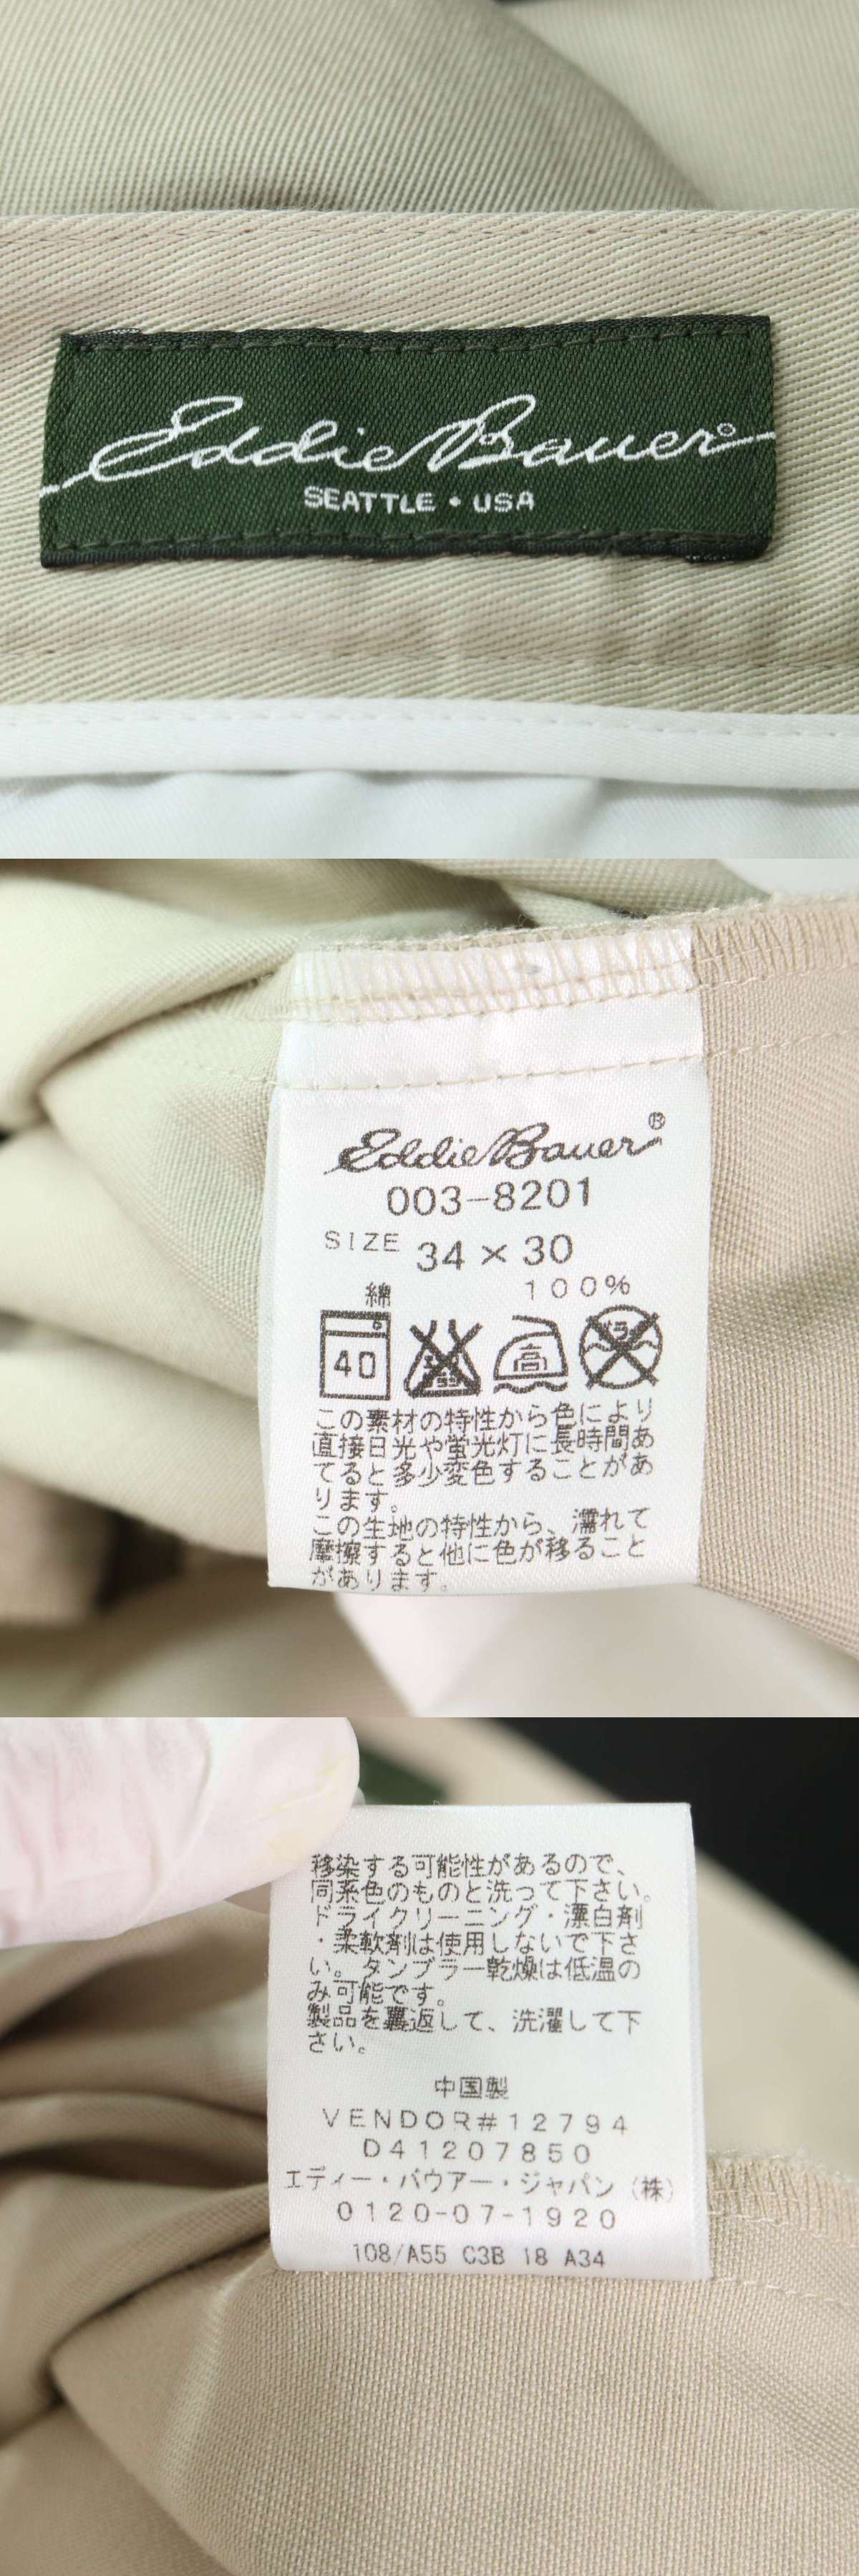 Eddie Bauer®
SEATTLE • USA
Eddie Bauer®
003-8201
SIZE 34×30
綿 100%
40 高
この素材の特性から色により
直接日光や蛍光灯に長時間あ
てると多少変色することがあ
ります。
この生地の特性から、濡れて
摩擦すると他に色が移ること
があります。
移染する可能性があるので、
同系色のものと洗って下さい。
ドライクリーニング・漂白剤
・柔軟剤は使用しないで下さ
い。タンブラー乾燥は低温の
み可能です。
製品を裏返して、洗濯して下
さい。
中国製
VENDOR#12794
D41207850
エディー・バウアー・ジャパン(株)
0120-07-1920
108/A55 C3B 18 A34